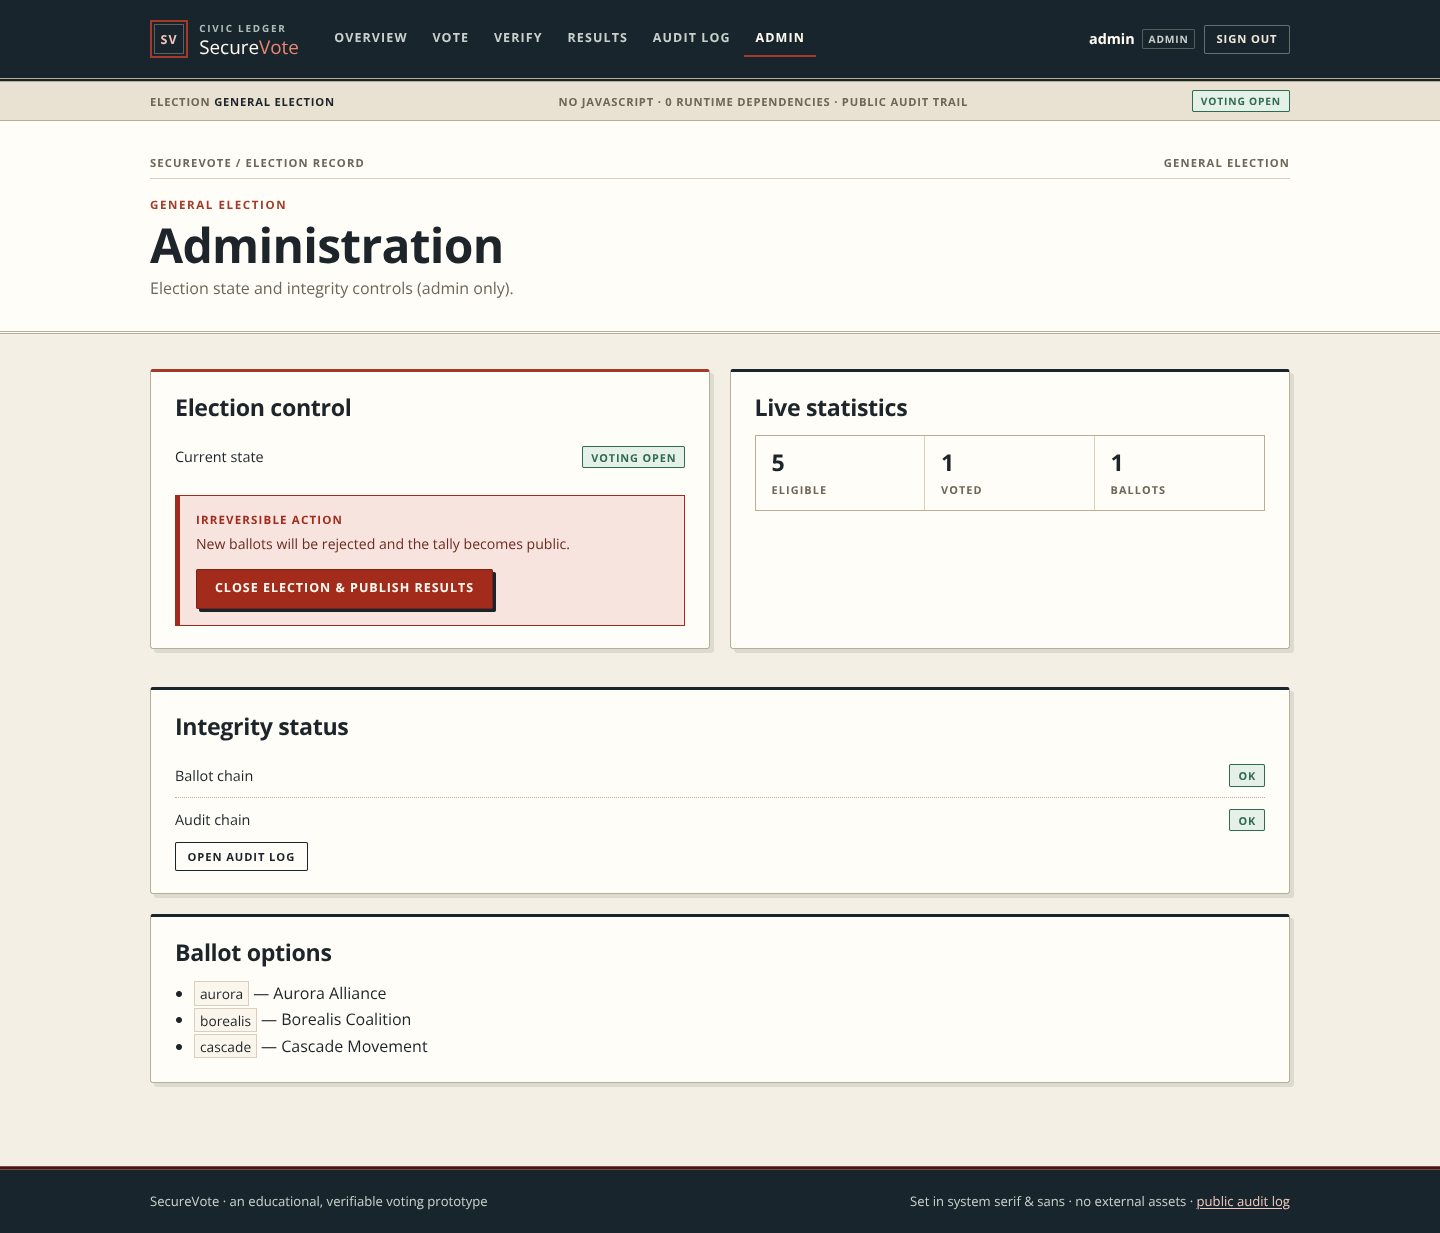 SV
CIVIC LEDGER
SecureVote
OVERVIEW VOTE VERIFY RESULTS AUDIT LOG ADMIN
admin ADMIN SIGN OUT
ELECTION GENERAL ELECTION
NO JAVASCRIPT · 0 RUNTIME DEPENDENCIES · PUBLIC AUDIT TRAIL
VOTING OPEN
SECUREVOTE / ELECTION RECORD
GENERAL ELECTION
GENERAL ELECTION
Administration
Election state and integrity controls (admin only).
Election control
Current state
VOTING OPEN
IRREVERSIBLE ACTION
New ballots will be rejected and the tally becomes public.
CLOSE ELECTION & PUBLISH RESULTS
Live statistics
5
ELIGIBLE
1
VOTED
1
BALLOTS
Integrity status
Ballot chain
OK
Audit chain
OK
OPEN AUDIT LOG
Ballot options
• aurora — Aurora Alliance
• borealis — Borealis Coalition
• cascade — Cascade Movement
SecureVote · an educational, verifiable voting prototype
Set in system serif & sans · no external assets · public audit log